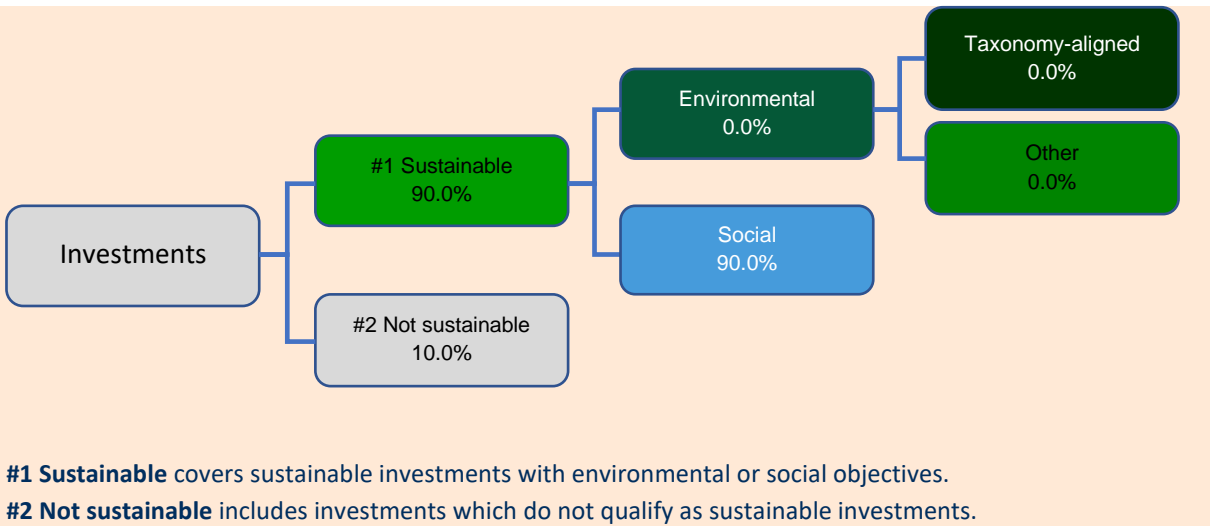 Investments
#1 Sustainable
90.0%
#2 Not sustainable
10.0%
Environmental
0.0%
Social
90.0%
Taxonomy-aligned
0.0%
Other
0.0%
#1 Sustainable covers sustainable investments with environmental or social objectives.
#2 Not sustainable includes investments which do not qualify as sustainable investments.